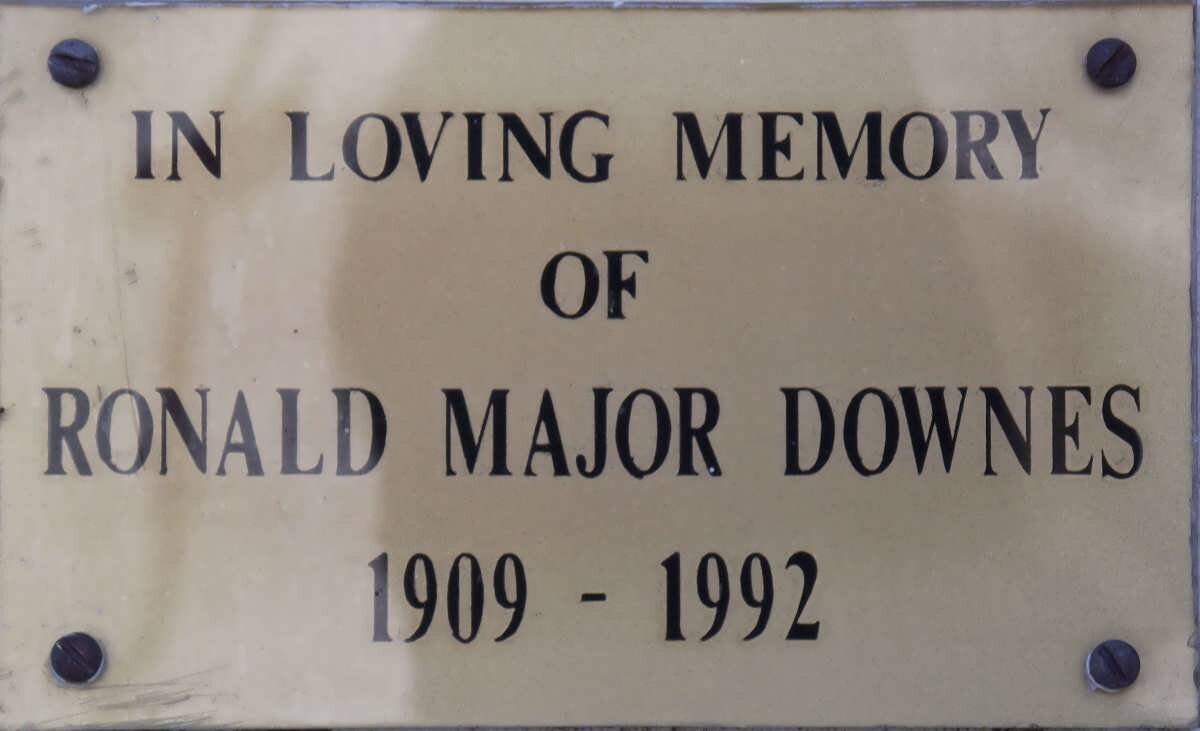 IN LOVING MEMORY
OF
RONALD MAJOR DOWNES
1909 - 1992